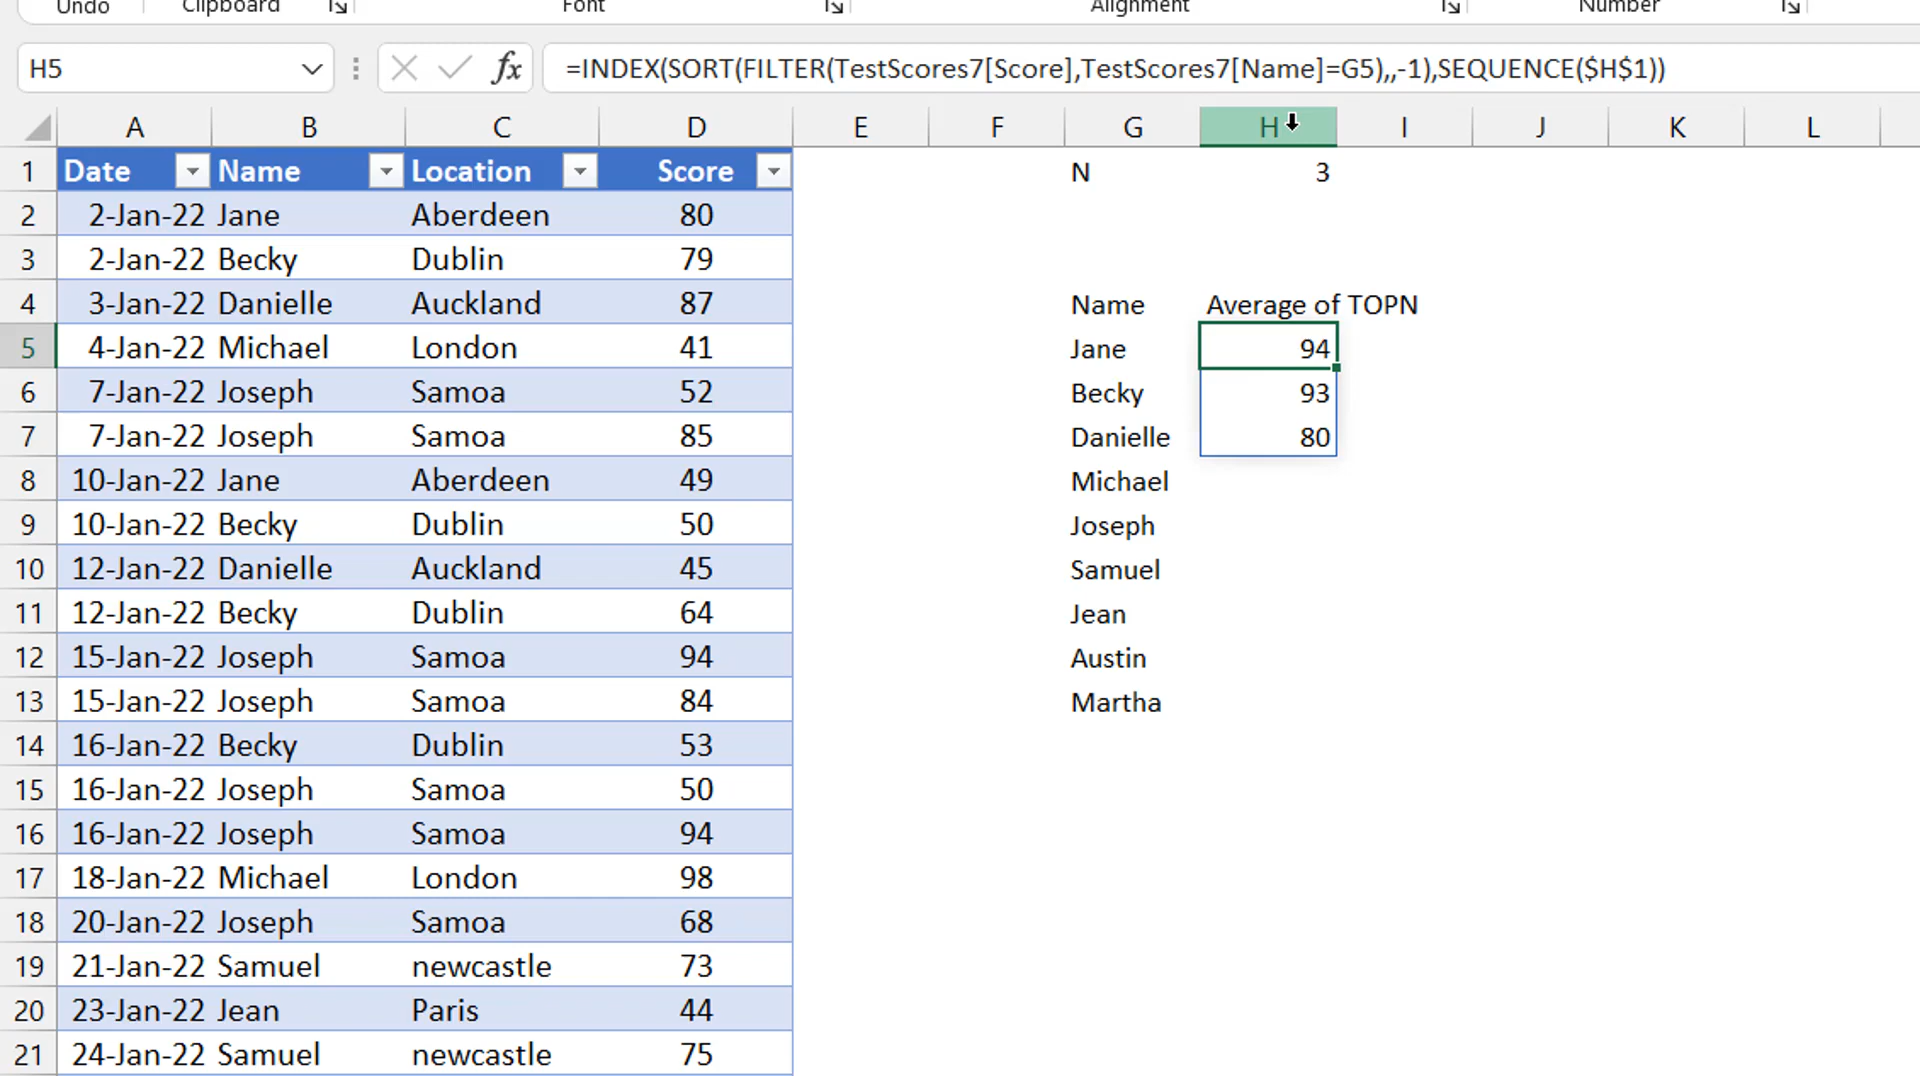 Undo Clipboard Font Alignment Number
H5 fx =INDEX(SORT(FILTER(TestScores7[Score],TestScores7[Name]=G5),,-1),SEQUENCE($H$1))
A B C D E F G H I J K L
1 Date Name Location Score N 3
2 2-Jan-22 Jane Aberdeen 80
3 2-Jan-22 Becky Dublin 79
4 3-Jan-22 Danielle Auckland 87 Name Average of TOPN
5 4-Jan-22 Michael London 41 Jane 94
6 7-Jan-22 Joseph Samoa 52 Becky 93
7 7-Jan-22 Joseph Samoa 85 Danielle 80
8 10-Jan-22 Jane Aberdeen 49 Michael
9 10-Jan-22 Becky Dublin 50 Joseph
10 12-Jan-22 Danielle Auckland 45 Samuel
11 12-Jan-22 Becky Dublin 64 Jean
12 15-Jan-22 Joseph Samoa 94 Austin
13 15-Jan-22 Joseph Samoa 84 Martha
14 16-Jan-22 Becky Dublin 53
15 16-Jan-22 Joseph Samoa 50
16 16-Jan-22 Joseph Samoa 94
17 18-Jan-22 Michael London 98
18 20-Jan-22 Joseph Samoa 68
19 21-Jan-22 Samuel newcastle 73
20 23-Jan-22 Jean Paris 44
21 24-Jan-22 Samuel newcastle 75